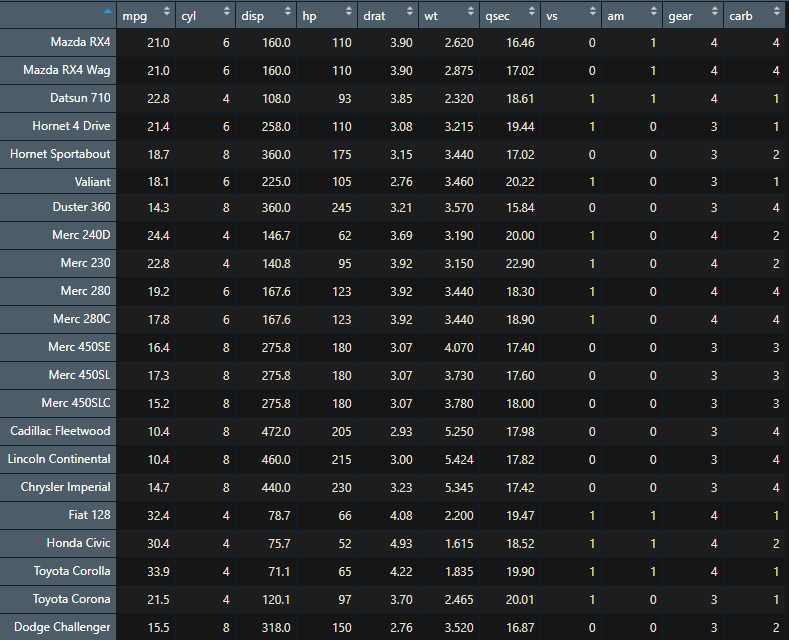 mpg cyl disp hp drat wt qsec vs am gear carb
Mazda RX4 21.0 6 160.0 110 3.90 2.620 16.46 0 1 4 4
Mazda RX4 Wag 21.0 6 160.0 110 3.90 2.875 17.02 0 1 4 4
Datsun 710 22.8 4 108.0 93 3.85 2.320 18.61 1 1 4 1
Hornet 4 Drive 21.4 6 258.0 110 3.08 3.215 19.44 1 0 3 1
Hornet Sportabout 18.7 8 360.0 175 3.15 3.440 17.02 0 0 3 2
Valiant 18.1 6 225.0 105 2.76 3.460 20.22 1 0 3 1
Duster 360 14.3 8 360.0 245 3.21 3.570 15.84 0 0 3 4
Merc 240D 24.4 4 146.7 62 3.69 3.190 20.00 1 0 4 2
Merc 230 22.8 4 140.8 95 3.92 3.150 22.90 1 0 4 2
Merc 280 19.2 6 167.6 123 3.92 3.440 18.30 1 0 4 4
Merc 280C 17.8 6 167.6 123 3.92 3.440 18.90 1 0 4 4
Merc 450SE 16.4 8 275.8 180 3.07 4.070 17.40 0 0 3 3
Merc 450SL 17.3 8 275.8 180 3.07 3.730 17.60 0 0 3 3
Merc 450SLC 15.2 8 275.8 180 3.07 3.780 18.00 0 0 3 3
Cadillac Fleetwood 10.4 8 472.0 205 2.93 5.250 17.98 0 0 3 4
Lincoln Continental 10.4 8 460.0 215 3.00 5.424 17.82 0 0 3 4
Chrysler Imperial 14.7 8 440.0 230 3.23 5.345 17.42 0 0 3 4
Fiat 128 32.4 4 78.7 66 4.08 2.200 19.47 1 1 4 1
Honda Civic 30.4 4 75.7 52 4.93 1.615 18.52 1 1 4 2
Toyota Corolla 33.9 4 71.1 65 4.22 1.835 19.90 1 1 4 1
Toyota Corona 21.5 4 120.1 97 3.70 2.465 20.01 1 0 3 1
Dodge Challenger 15.5 8 318.0 150 2.76 3.520 16.87 0 0 3 2